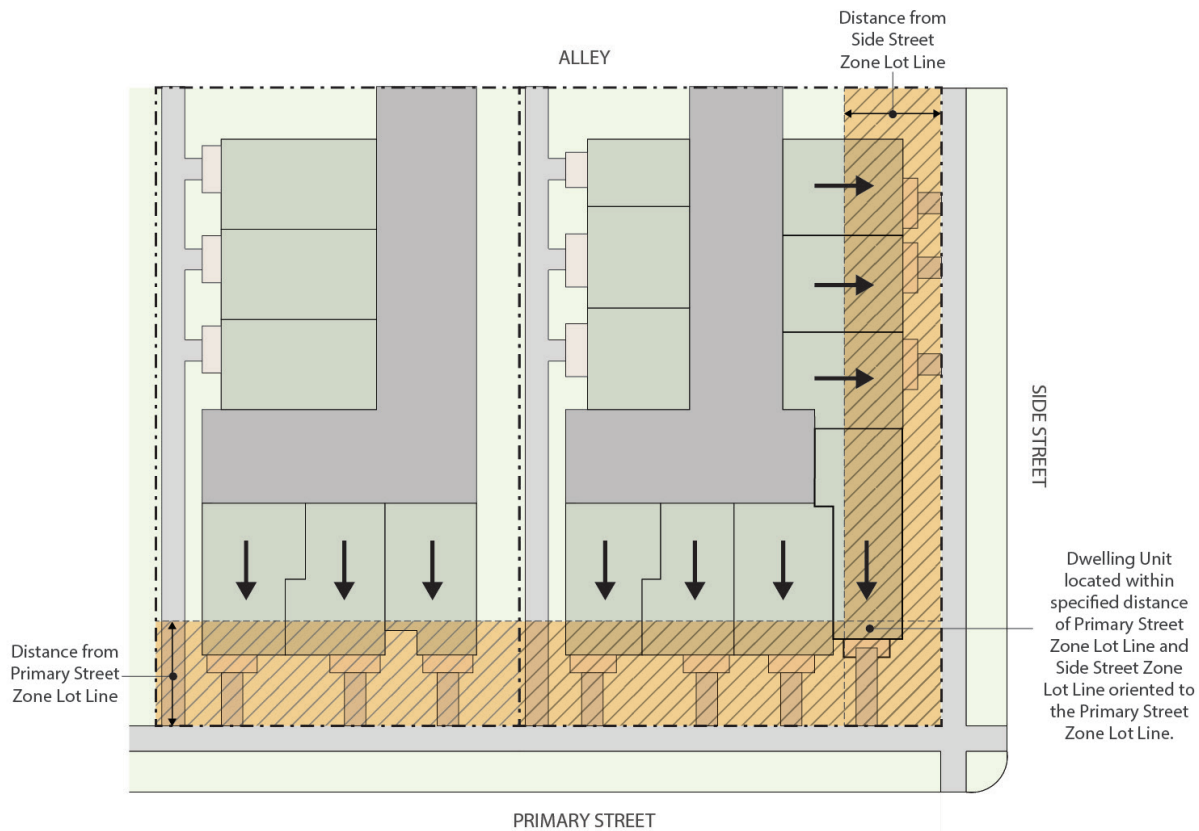 Distance from
Side Street
Zone Lot Line
ALLEY
SIDE STREET
Dwelling Unit
located within
specified distance
of Primary Street
Zone Lot Line and
Side Street Zone
Lot Line oriented to
the Primary Street
Zone Lot Line.
Distance from
Primary Street
Zone Lot Line
PRIMARY STREET